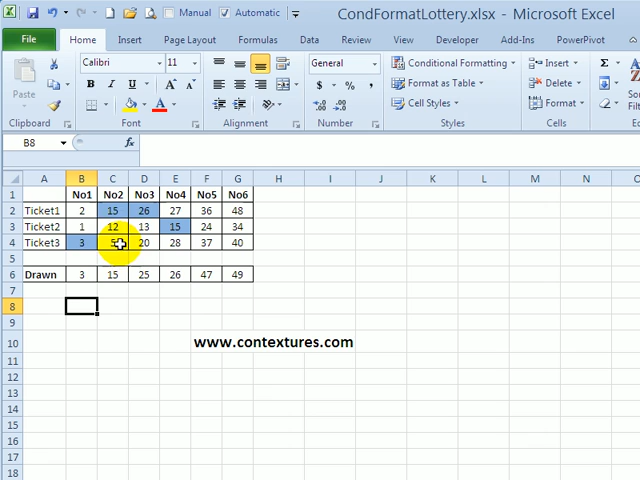 Manual Automatic CondFormatLottery.xlsx - Microsoft Excel
File Home Insert Page Layout Formulas Data Review View Developer Add-Ins PowerPivot
Paste Calibri 11 General Conditional Formatting Insert
B I U $ % , Format as Table Delete
Cell Styles Format
Clipboard Font Alignment Number Styles Cells
B8 fx
A B C D E F G H I J K L M N
1 No1 No2 No3 No4 No5 No6
2 Ticket1 2 15 26 27 36 48
3 Ticket2 1 12 13 15 24 34
4 Ticket3 3 5 20 28 37 40
5
6 Drawn 3 15 25 26 47 49
7
8
9
10 www.contextures.com
11
12
13
14
15
16
17
18